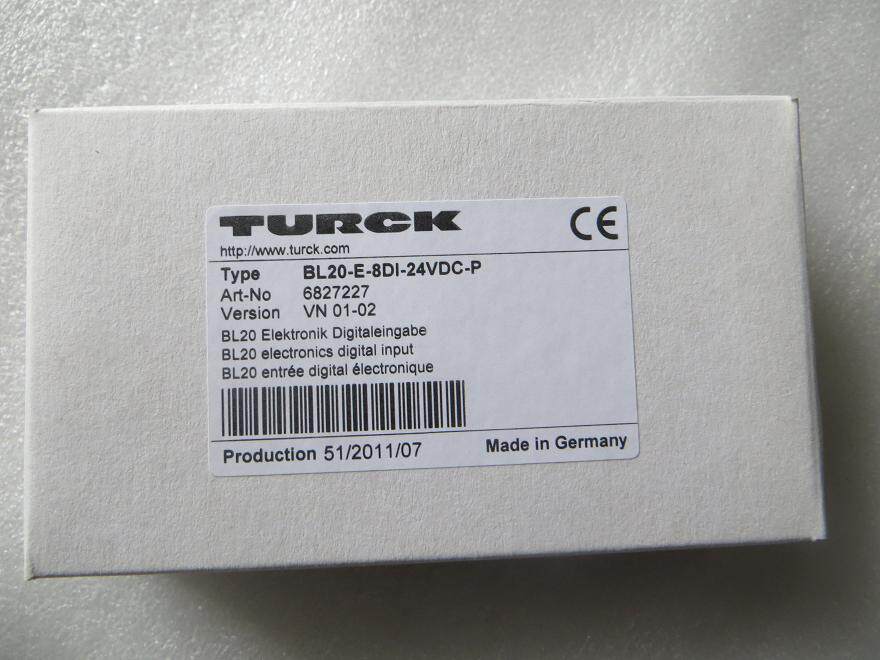 TURCK CE
http://www.turck.com
Type BL20-E-8DI-24VDC-P
Art-No 6827227
Version VN 01-02
BL20 Elektronik Digitaleingabe
BL20 electronics digital input
BL20 entrée digital électronique
Production 51/2011/07 Made in Germany